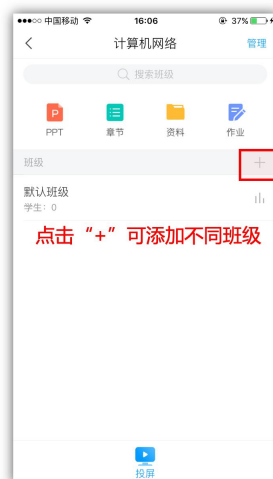 中国移动 16:06 37%
计算机网络 管理
搜索班级
PPT 章节 资料 作业
班级
默认班级
学生：0
点击“+”可添加不同班级
投屏